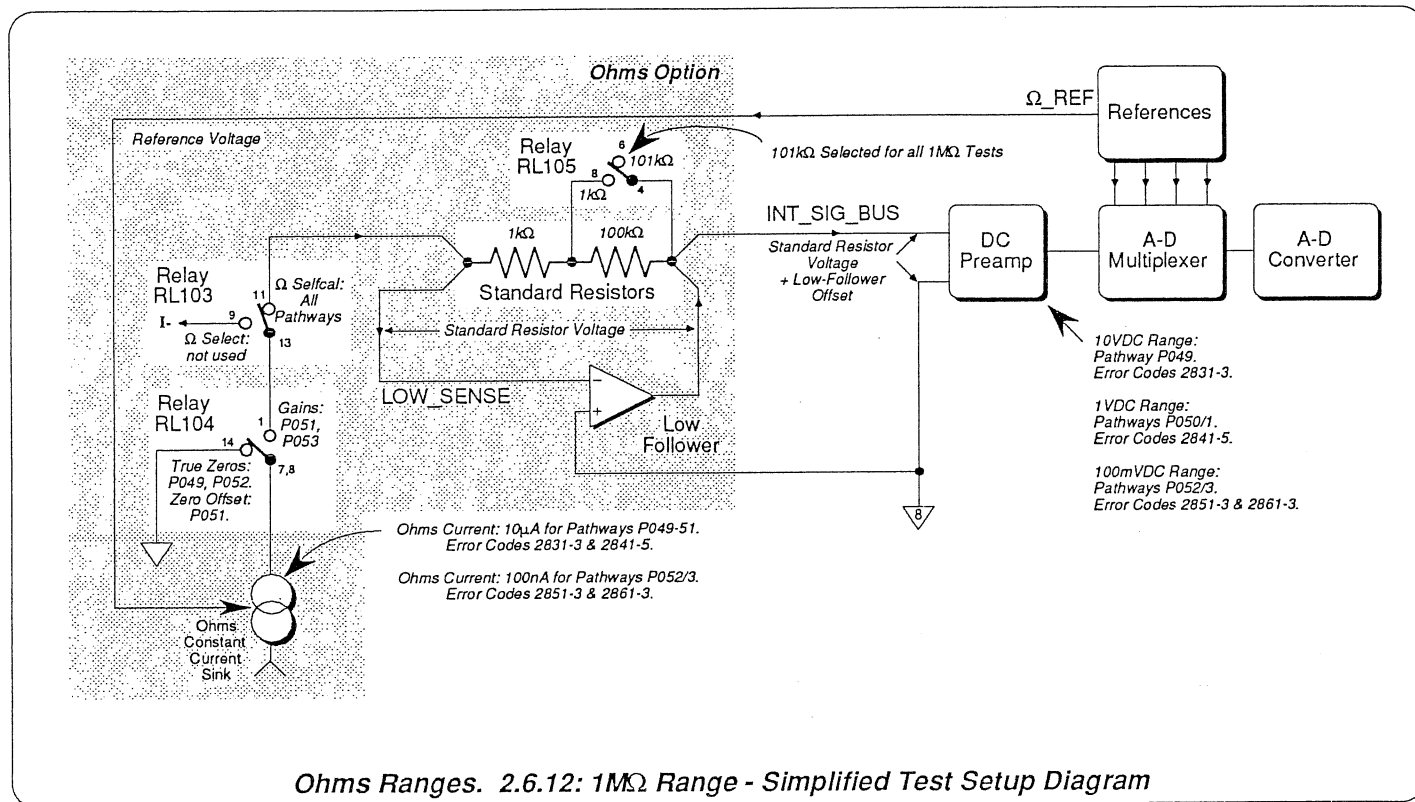 Ohms Option
Ω_REF
References
Reference Voltage
Relay
RL105
6
101kΩ
8
1kΩ
4
101kΩ Selected for all 1MΩ Tests
INT_SIG_BUS
1kΩ
100kΩ
Standard Resistors
Standard Resistor
Voltage
+ Low-Follower
Offset
DC
Preamp
A-D
Multiplexer
A-D
Converter
Relay
RL103
11
Ω Selfcal:
All
Pathways
9
I-
13
Ω Select:
not used
Standard Resistor Voltage
LOW_SENSE
−
+
Low
Follower
10VDC Range:
Pathway P049.
Error Codes 2831-3.
1VDC Range:
Pathways P050/1.
Error Codes 2841-5.
100mVDC Range:
Pathways P052/3.
Error Codes 2851-3 & 2861-3.
Relay
RL104
1
Gains:
P051,
P053
14
7,8
True Zeros:
P049, P052.
Zero Offset:
P051.
8
Ohms Current: 10µA for Pathways P049-51.
Error Codes 2831-3 & 2841-5.
Ohms Current: 100nA for Pathways P052/3.
Error Codes 2851-3 & 2861-3.
Ohms
Constant
Current
Sink
Ohms Ranges. 2.6.12: 1MΩ Range - Simplified Test Setup Diagram